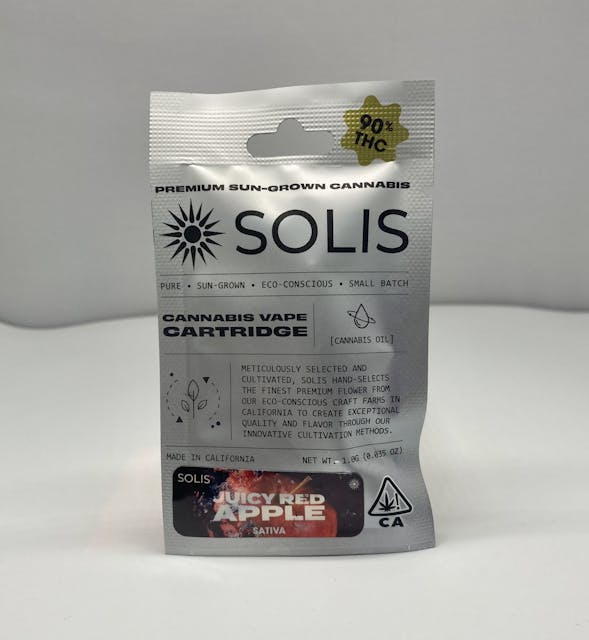 90% THC
PREMIUM SUN-GROWN CANNABIS
SOLIS
PURE • SUN-GROWN • ECO-CONSCIOUS • SMALL BATCH
CANNABIS VAPE
CARTRIDGE
[CANNABIS OIL]
METICULOUSLY SELECTED AND
CULTIVATED, SOLIS HAND-SELECTS
THE FINEST PREMIUM FLOWER FROM
OUR ECO-CONSCIOUS CRAFT FARMS IN
CALIFORNIA TO CREATE EXCEPTIONAL
QUALITY AND FLAVOR THROUGH OUR
INNOVATIVE CULTIVATION METHODS.
MADE IN CALIFORNIA
NET WT. 1.0G (0.035 OZ)
SOLIS
JUICY RED
APPLE
SATIVA
!
CA